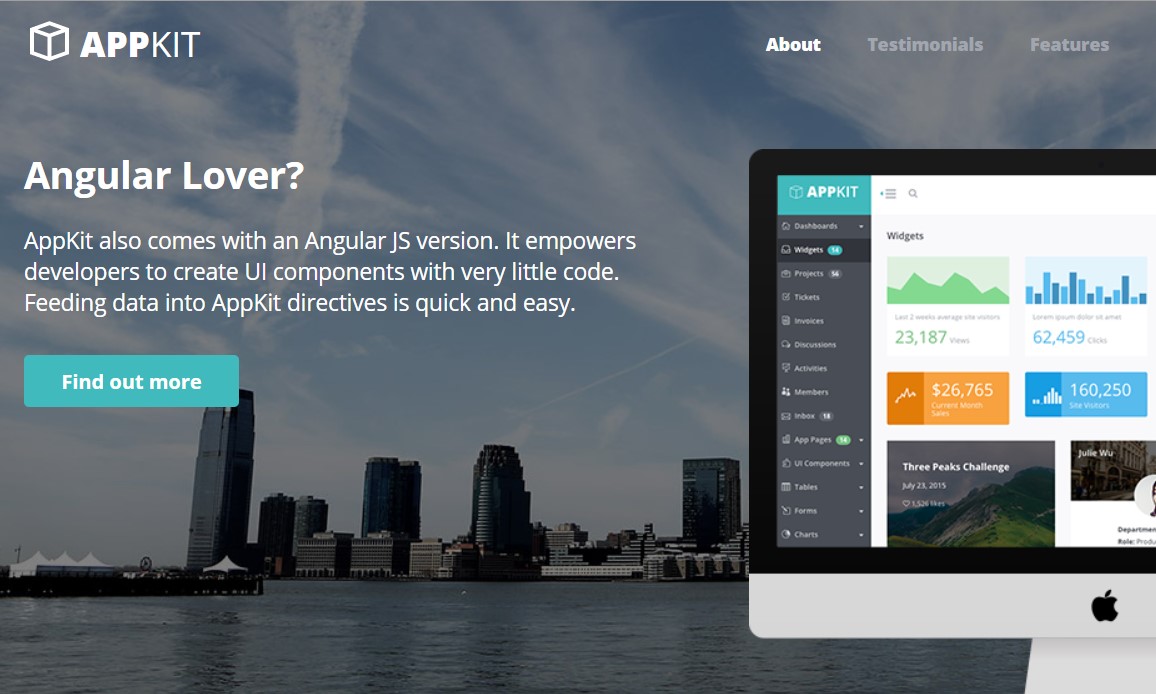 APPKIT
About Testimonials Features
Angular Lover?
AppKit also comes with an Angular JS version. It empowers
developers to create UI components with very little code.
Feeding data into AppKit directives is quick and easy.
Find out more
APPKIT
Dashboards
Widgets 14
Projects 56
Tickets
Invoices
Discussions
Activities
Members
Inbox 18
App Pages 14
UI Components
Tables
Forms
Charts
Widgets
Last 2 weeks average site visitors
23,187 Views
Lorem ipsum dolor sit amet
62,459 Clicks
$26,765
Current Month
Sales
160,250
Site Visitors
Three Peaks Challenge
July 23, 2015
1,526 likes
Julie Wu
Departmen
Role: Produ